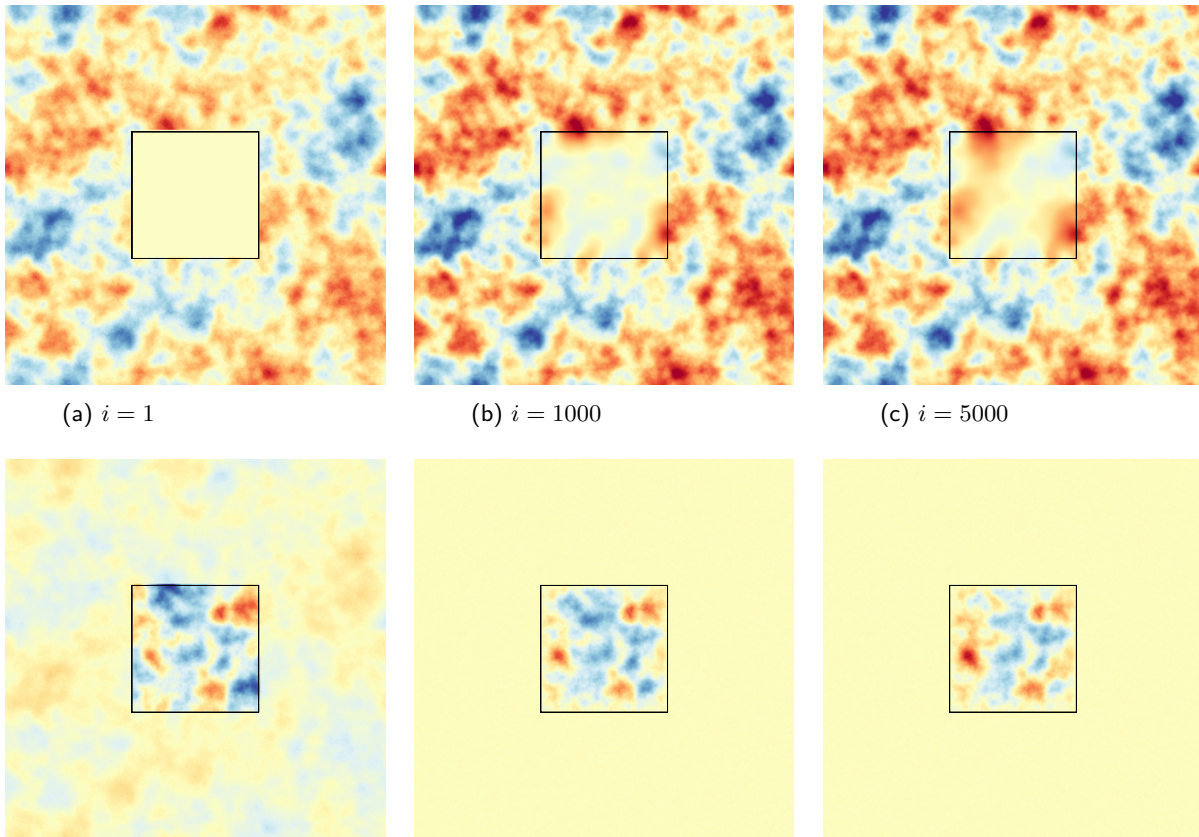 (a) i = 1
(b) i = 1000
(c) i = 5000